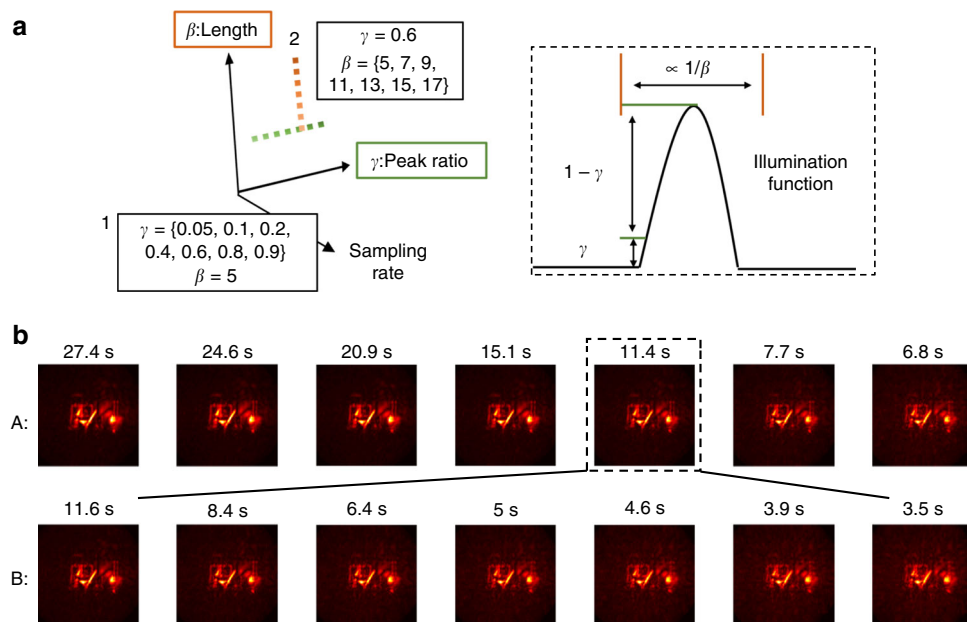 a
β:Length
2
γ = 0.6
β = {5, 7, 9,
11, 13, 15, 17}
γ:Peak ratio
1
γ = {0.05, 0.1, 0.2,
0.4, 0.6, 0.8, 0.9}
β = 5
Sampling
rate
∝ 1/β
1 − γ
γ
Illumination
function
b
27.4 s 24.6 s 20.9 s 15.1 s 11.4 s 7.7 s 6.8 s
A:
11.6 s 8.4 s 6.4 s 5 s 4.6 s 3.9 s 3.5 s
B: